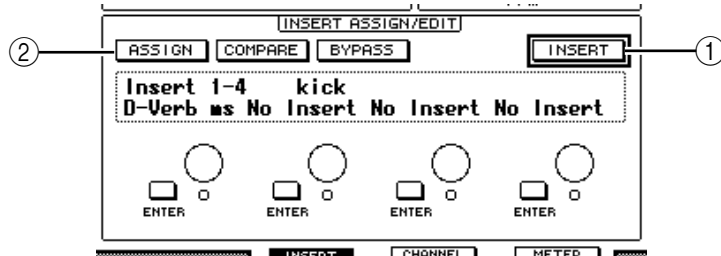 INSERT ASSIGN/EDIT
② ASSIGN COMPARE BYPASS INSERT ①
Insert 1-4 kick
D-Verb ms No Insert No Insert No Insert
ENTER ENTER ENTER ENTER
INSERT CHANNEL METER